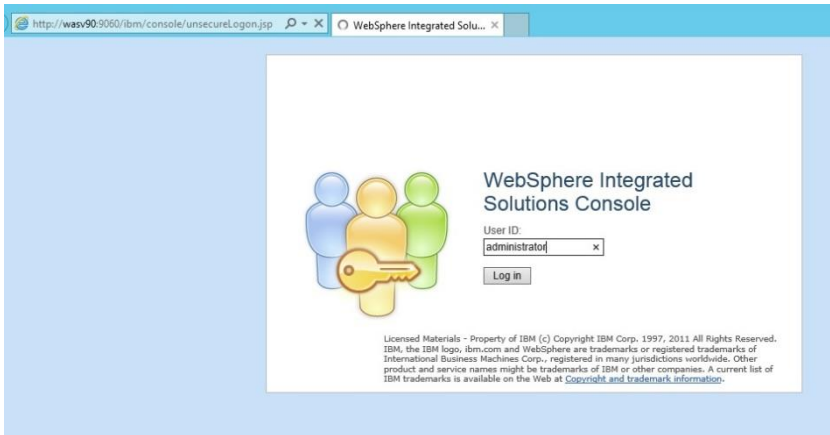 http://wasv90:9060/ibm/console/unsecureLogon.jsp
WebSphere Integrated Solu...
WebSphere Integrated
Solutions Console
User ID:
administrator
Log in
Licensed Materials - Property of IBM (c) Copyright IBM Corp. 1997, 2011 All Rights Reserved.
IBM, the IBM logo, ibm.com and WebSphere are trademarks or registered trademarks of
International Business Machines Corp., registered in many jurisdictions worldwide. Other
product and service names might be trademarks of IBM or other companies. A current list of
IBM trademarks is available on the Web at Copyright and trademark information.